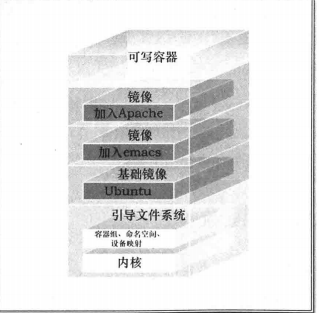 可写容器
镜像
加入Apache
镜像
加入emacs
基础镜像
Ubuntu
引导文件系统
容器组、命名空间、
设备映射
内核